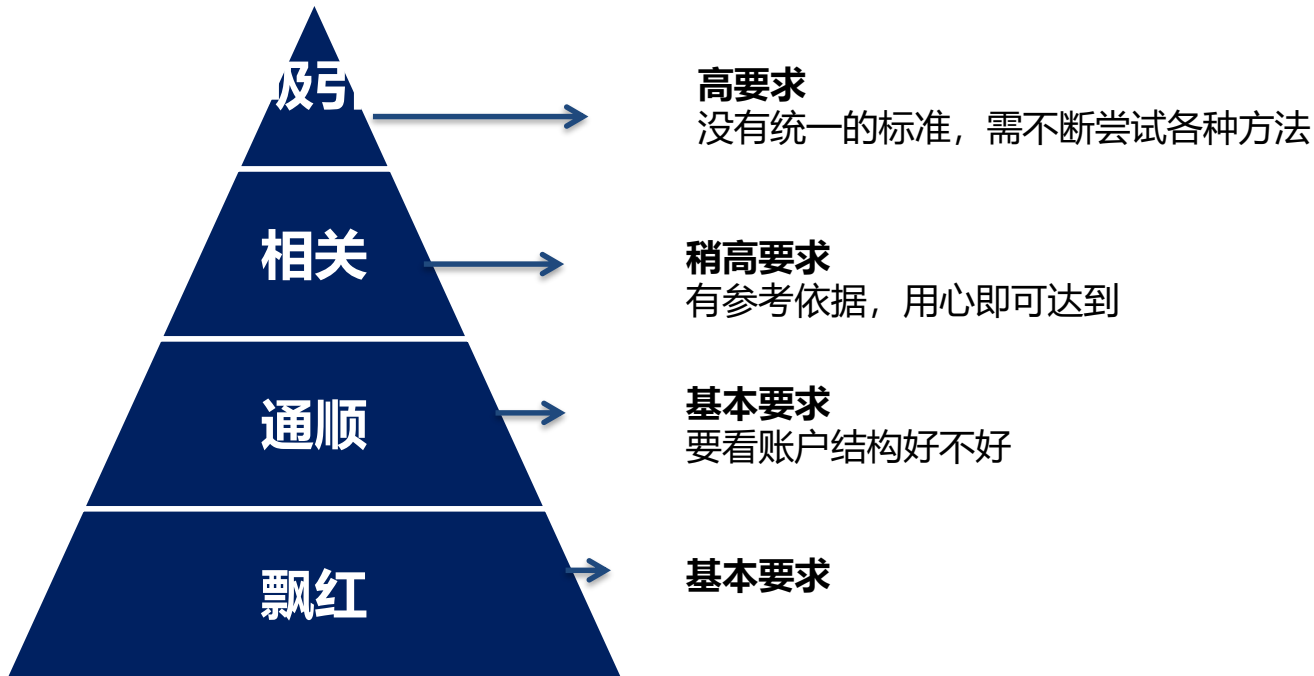 吸引
高要求
没有统一的标准，需不断尝试各种方法
相关
稍高要求
有参考依据，用心即可达到
通顺
基本要求
要看账户结构好不好
飘红
基本要求